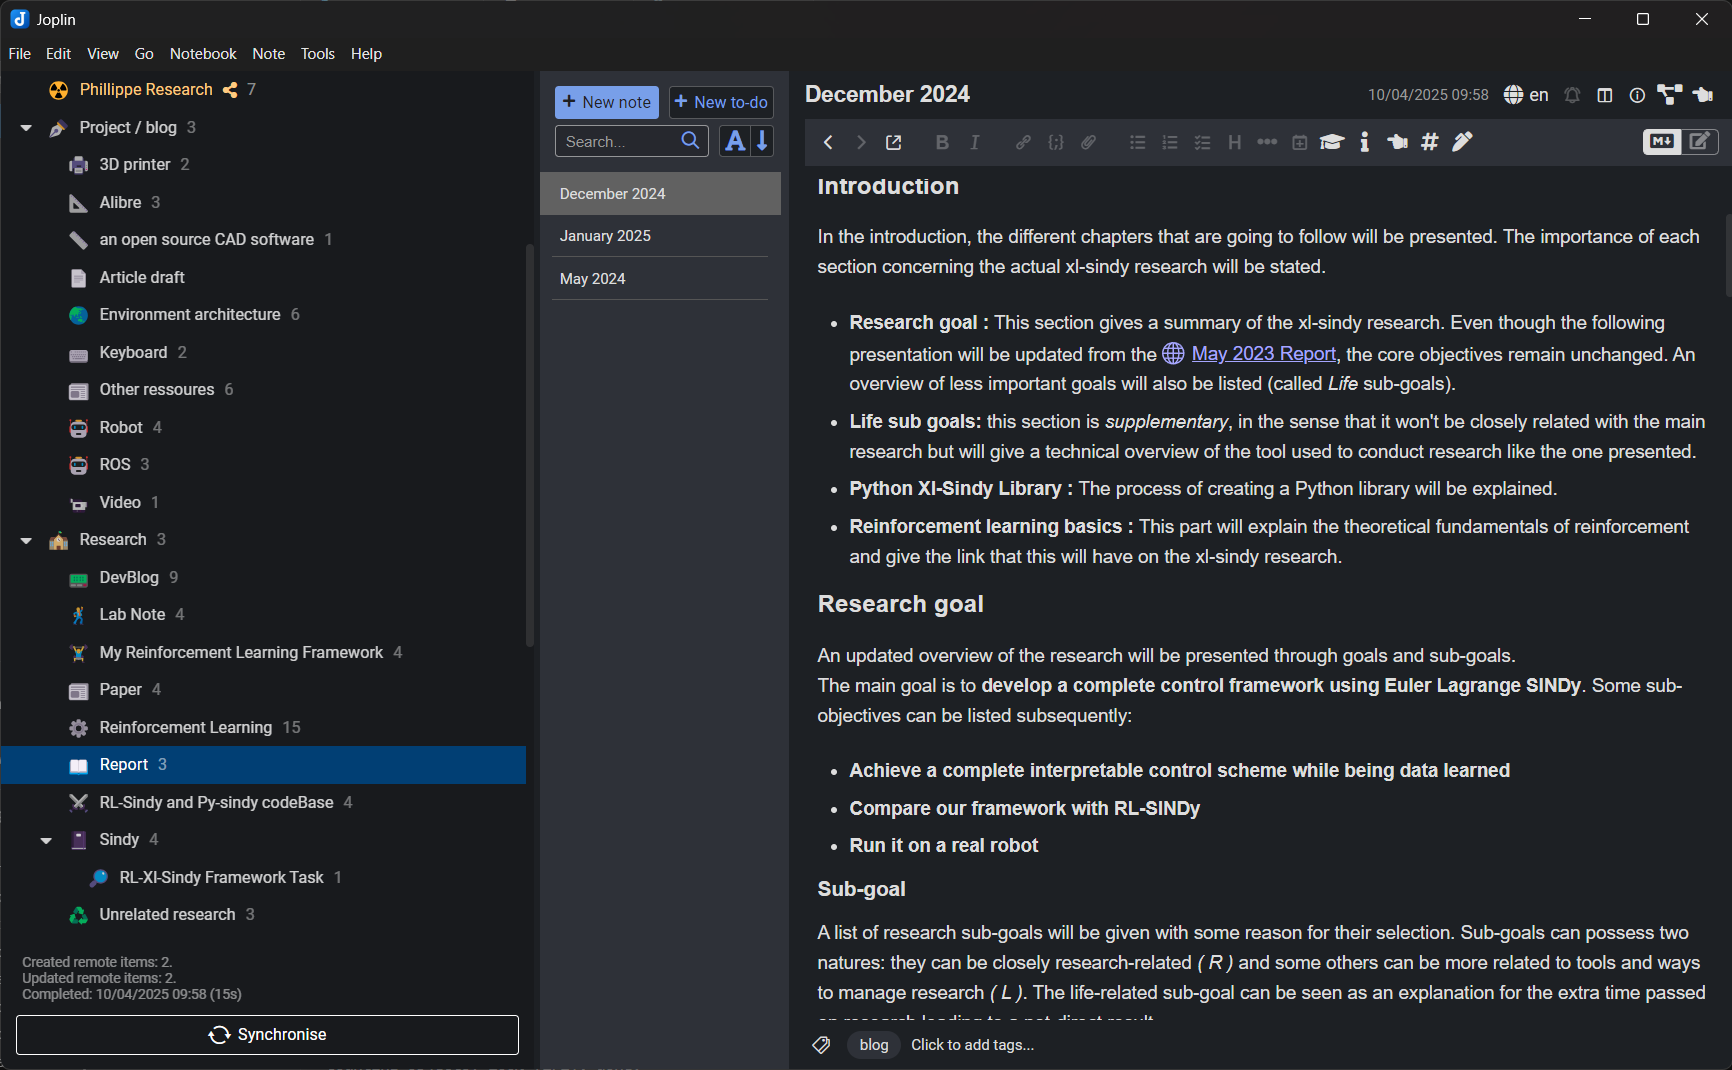 Joplin
File Edit View Go Notebook Note Tools Help
Phillippe Research 7
Project / blog 3
3D printer 2
Alibre 3
an open source CAD software 1
Article draft
Environment architecture 6
Keyboard 2
Other ressoures 6
Robot 4
ROS 3
Video 1
Research 3
DevBlog 9
Lab Note 4
My Reinforcement Learning Framework 4
Paper 4
Reinforcement Learning 15
Report 3
RL-Sindy and Py-sindy codeBase 4
Sindy 4
RL-Xl-Sindy Framework Task 1
Unrelated research 3
Created remote items: 2.
Updated remote items: 2.
Completed: 10/04/2025 09:58 (15s)
Synchronise
+ New note + New to-do
Search...
December 2024
January 2025
May 2024
December 2024
10/04/2025 09:58 en
Introduction
In the introduction, the different chapters that are going to follow will be presented. The importance of each
section concerning the actual xl-sindy research will be stated.
• Research goal : This section gives a summary of the xl-sindy research. Even though the following
presentation will be updated from the May 2023 Report, the core objectives remain unchanged. An
overview of less important goals will also be listed (called Life sub-goals).
• Life sub goals: this section is supplementary, in the sense that it won't be closely related with the main
research but will give a technical overview of the tool used to conduct research like the one presented.
• Python Xl-Sindy Library : The process of creating a Python library will be explained.
• Reinforcement learning basics : This part will explain the theoretical fundamentals of reinforcement
and give the link that this will have on the xl-sindy research.
Research goal
An updated overview of the research will be presented through goals and sub-goals.
The main goal is to develop a complete control framework using Euler Lagrange SINDy. Some sub-
objectives can be listed subsequently:
• Achieve a complete interpretable control scheme while being data learned
• Compare our framework with RL-SINDy
• Run it on a real robot
Sub-goal
A list of research sub-goals will be given with some reason for their selection. Sub-goals can possess two
natures: they can be closely research-related ( R ) and some others can be more related to tools and ways
to manage research ( L ). The life-related sub-goal can be seen as an explanation for the extra time passed
blog Click to add tags...